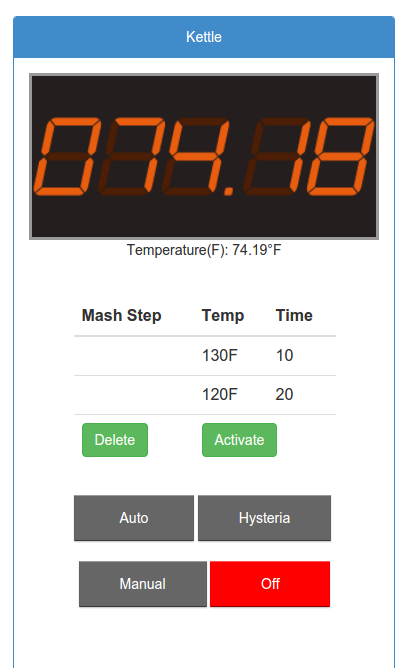 Kettle
074.18
Temperature(F): 74.19°F
Mash Step Temp Time
130F 10
120F 20
Delete Activate
Auto Hysteria
Manual Off